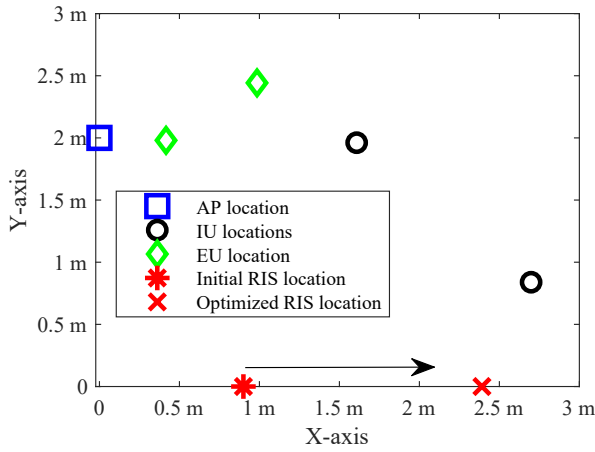 3 m
2.5 m
2 m
1.5 m
1 m
0.5 m
0
Y-axis
AP location
IU locations
EU location
Initial RIS location
Optimized RIS location
0 0.5 m 1 m 1.5 m 2 m 2.5 m 3 m
X-axis